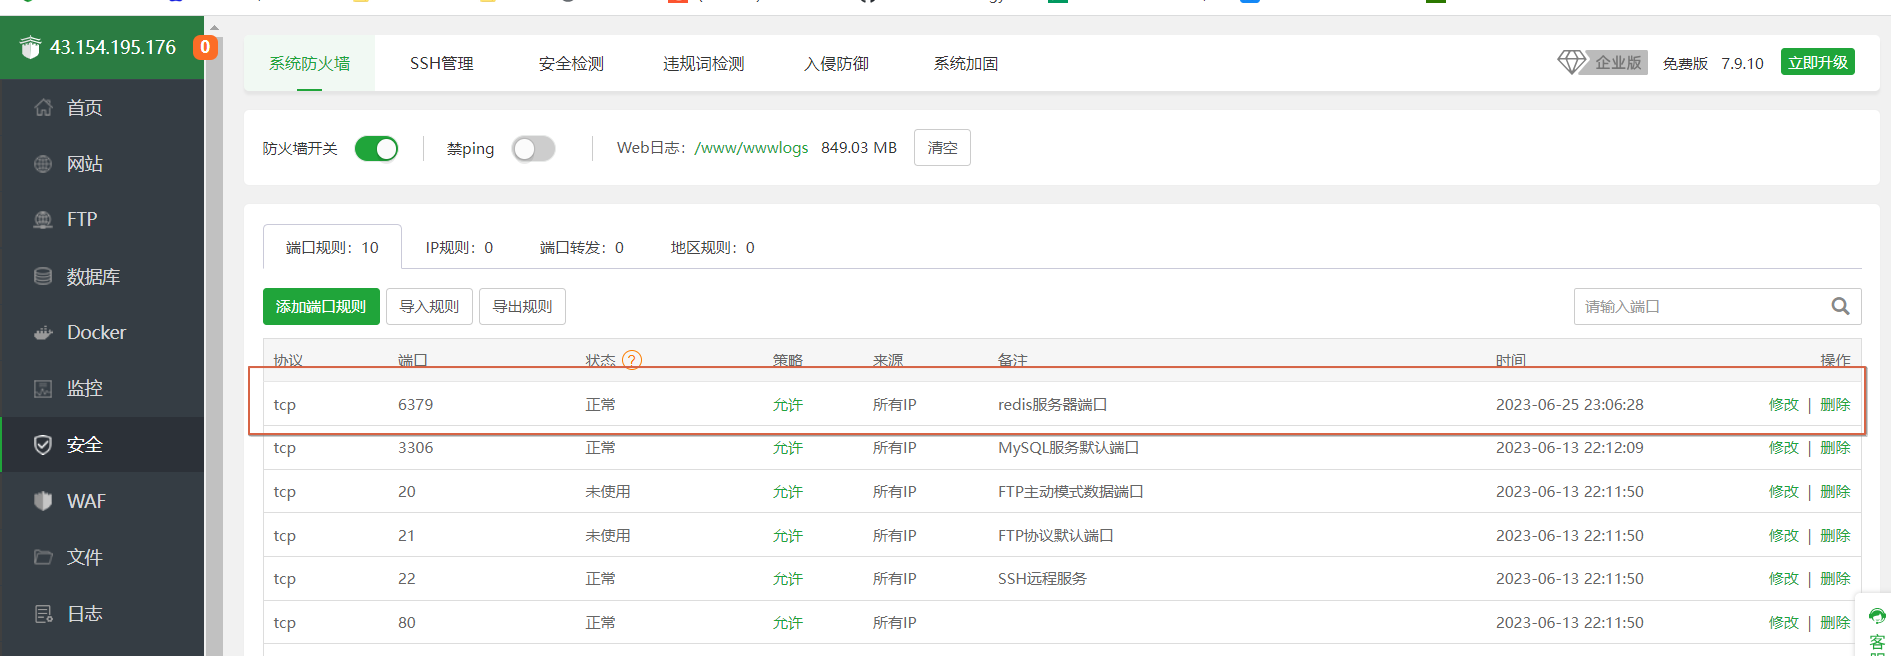 43.154.195.176 0
首页
网站
FTP
数据库
Docker
监控
安全
WAF
文件
日志
系统防火墙 SSH管理 安全检测 违规词检测 入侵防御 系统加固 企业版 免费版 7.9.10 立即升级
防火墙开关 禁ping Web日志：/www/wwwlogs 849.03 MB 清空
端口规则：10 IP规则：0 端口转发：0 地区规则：0
添加端口规则 导入规则 导出规则 请输入端口
协议 端口 状态 ? 策略 来源 备注 时间 操作
tcp 6379 正常 允许 所有IP redis服务器端口 2023-06-25 23:06:28 修改 | 删除
tcp 3306 正常 允许 所有IP MySQL服务默认端口 2023-06-13 22:12:09 修改 | 删除
tcp 20 未使用 允许 所有IP FTP主动模式数据端口 2023-06-13 22:11:50 修改 | 删除
tcp 21 未使用 允许 所有IP FTP协议默认端口 2023-06-13 22:11:50 修改 | 删除
tcp 22 正常 允许 所有IP SSH远程服务 2023-06-13 22:11:50 修改 | 删除
tcp 80 正常 允许 所有IP 2023-06-13 22:11:50 修改 | 删除
客